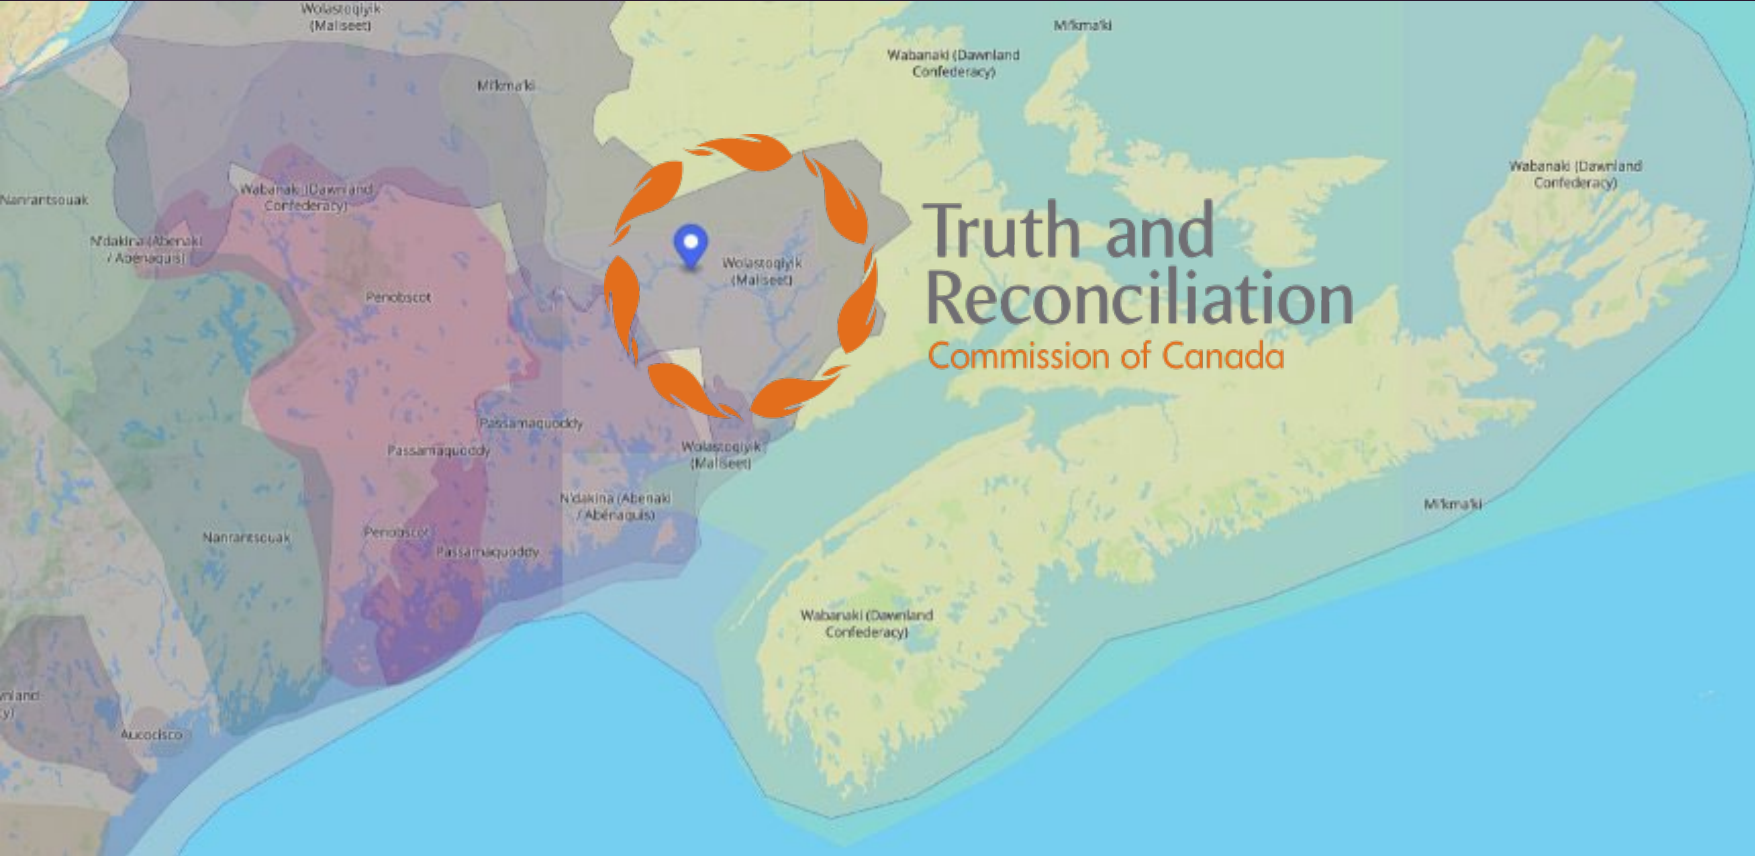 Wolastoqiyik
(Maliseet)
Mi'kma'ki
Wabanaki (Dawnland
Confederacy)
Mi'kma'ki
Wabanaki (Dawnland
Confederacy)
Wabanaki (Dawnland
Confederacy)
Nanrantsouak
N'dakina (Abenaki
/ Abénaquis)
Penobscot
Wolastoqiyik
(Maliseet)
Truth and
Reconciliation
Commission of Canada
Passamaquoddy
Passamaquoddy
Wolastoqiyik
(Maliseet)
N'dakina (Abenaki
/ Abénaquis)
Mi'kma'ki
Nanrantsouak
Penobscot
Passamaquoddy
Wabanaki (Dawnland
Confederacy)
Aucocisco